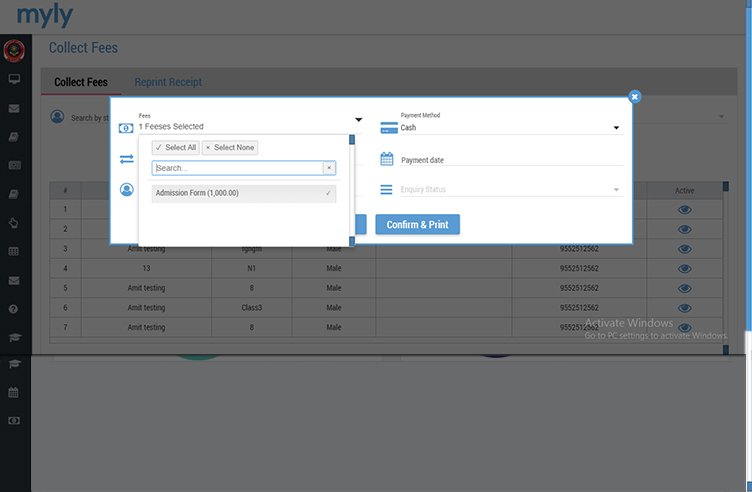 myly
Collect Fees
Collect Fees Reprint Receipt
Search by st
Fees
1 Feeses Selected
Payment Method
Cash
✓ Select All × Select None
Search...
Admission Form (1,000.00) ✓
Payment date
Enquiry Status
Confirm & Print
# Active
1
2
3 Amit testing Male 9552512562
4 13 N1 Male 9552512562
5 Amit testing 8 Male 9552512562
6 Amit testing Class3 Male 9552512562
7 Amit testing 8 Male 9552512562
Activate Windows
Go to PC settings to activate Windows.